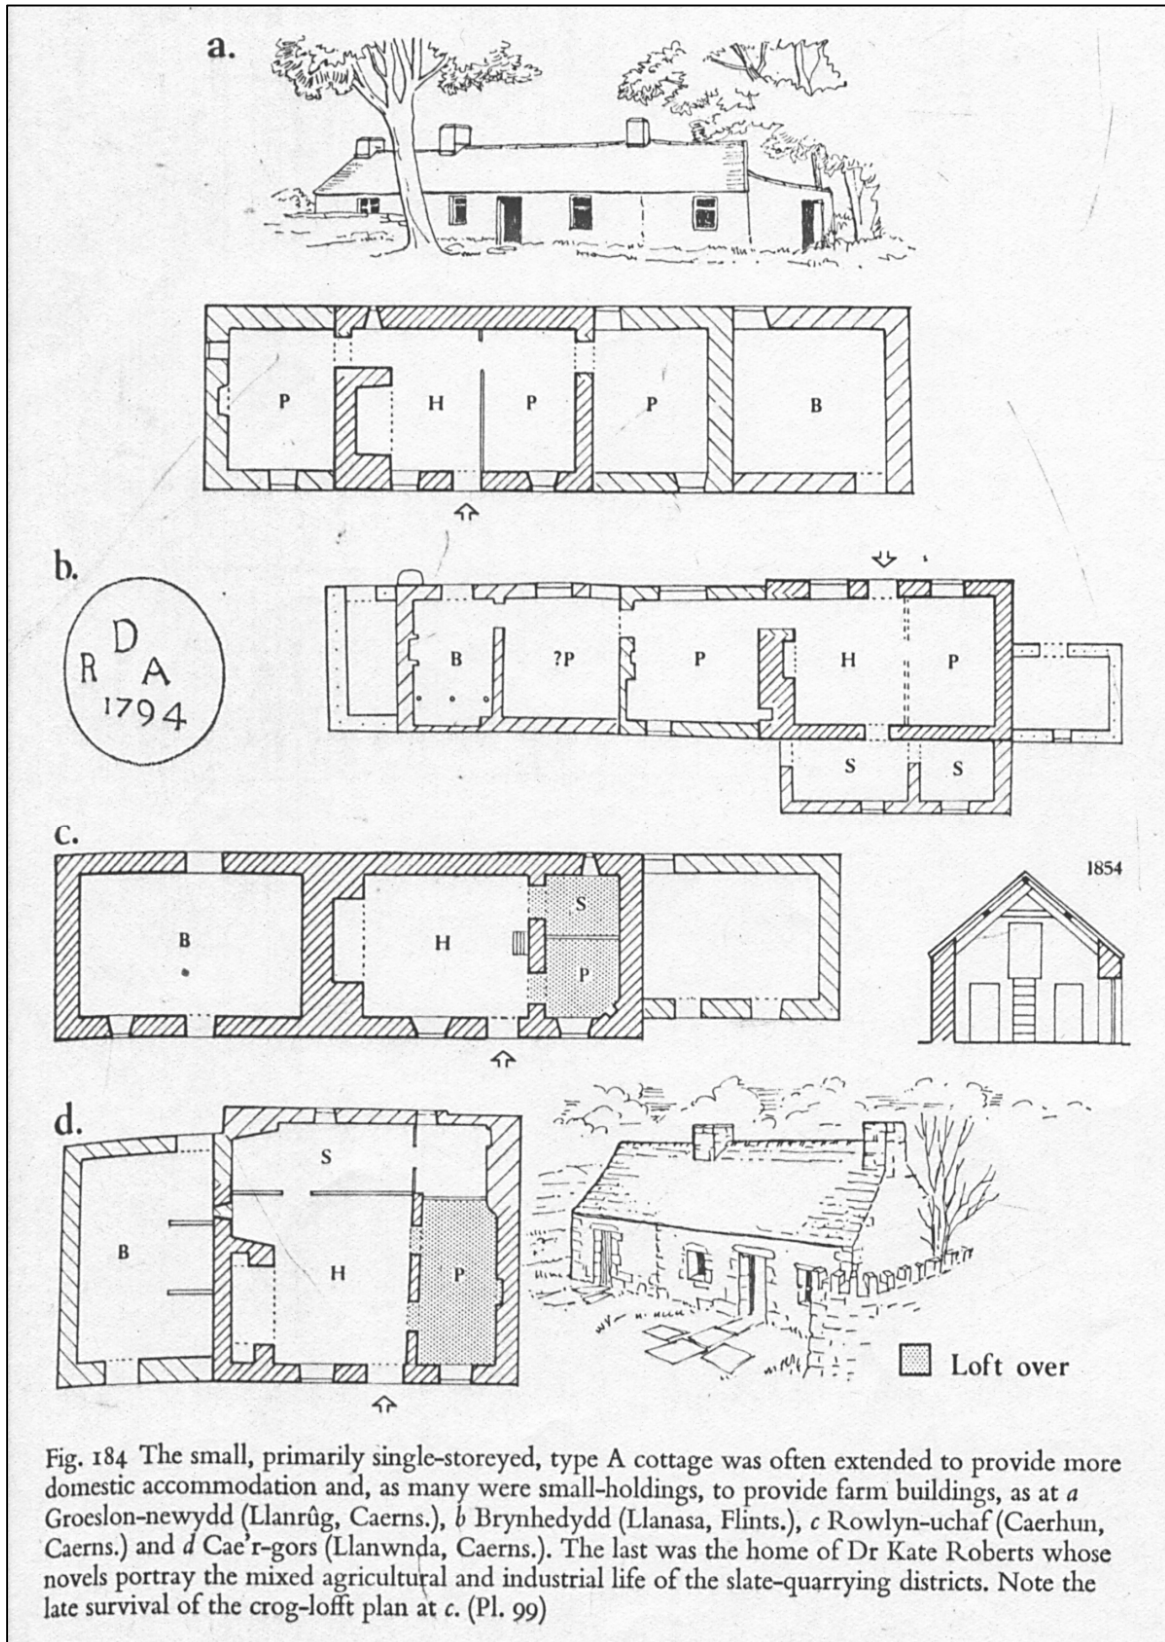 a.
P H P P B
b.
D
R A
1794
B ?P P H P
S S
c.
1854
B H S
P
d.
S
B H P
Loft over
Fig. 184 The small, primarily single-storeyed, type A cottage was often extended to provide more
domestic accommodation and, as many were small-holdings, to provide farm buildings, as at a
Groeslon-newydd (Llanrûg, Caerns.), b Brynhedydd (Llanasa, Flints.), c Rowlyn-uchaf (Caerhun,
Caerns.) and d Cae'r-gors (Llanwnda, Caerns.). The last was the home of Dr Kate Roberts whose
novels portray the mixed agricultural and industrial life of the slate-quarrying districts. Note the
late survival of the crog-lofft plan at c. (Pl. 99)